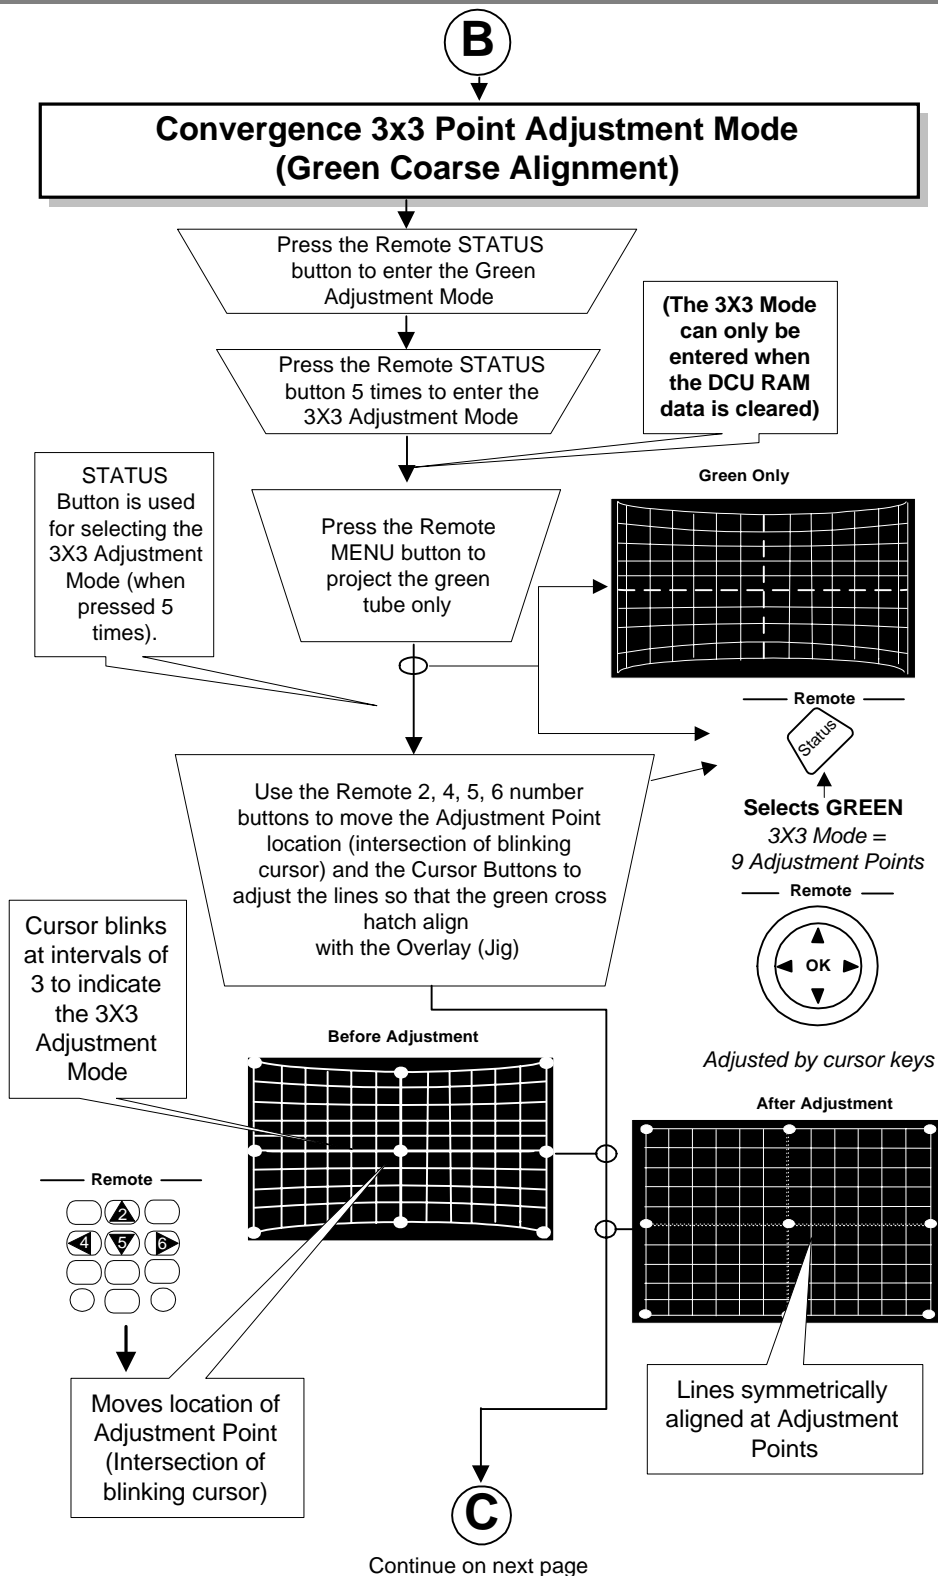 B
Convergence 3x3 Point Adjustment Mode
(Green Coarse Alignment)
Press the Remote STATUS
button to enter the Green
Adjustment Mode
(The 3X3 Mode
can only be
entered when
the DCU RAM
data is cleared)
Press the Remote STATUS
button 5 times to enter the
3X3 Adjustment Mode
STATUS
Button is used
for selecting the
3X3 Adjustment
Mode (when
pressed 5
times).
Press the Remote
MENU button to
project the green
tube only
Green Only
Remote
Status
Selects GREEN
3X3 Mode =
9 Adjustment Points
Use the Remote 2, 4, 5, 6 number
buttons to move the Adjustment Point
location (intersection of blinking
cursor) and the Cursor Buttons to
adjust the lines so that the green cross
hatch align
with the Overlay (Jig)
Remote
OK
Adjusted by cursor keys
Cursor blinks
at intervals of
3 to indicate
the 3X3
Adjustment
Mode
Before Adjustment
After Adjustment
Remote
2
4 5 6
Moves location of
Adjustment Point
(Intersection of
blinking cursor)
Lines symmetrically
aligned at Adjustment
Points
C
Continue on next page